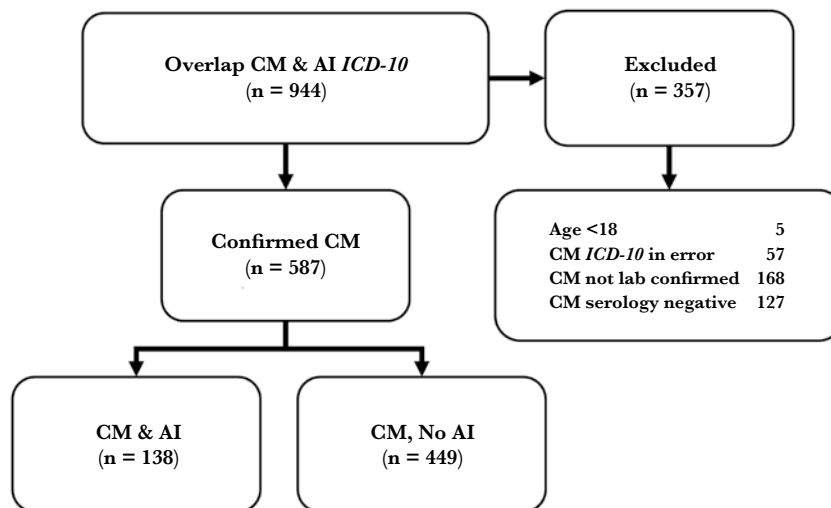 Overlap CM & AI ICD-10
(n = 944)
Excluded
(n = 357)
Age <18 5
CM ICD-10 in error 57
CM not lab confirmed 168
CM serology negative 127
Confirmed CM
(n = 587)
CM & AI
(n = 138)
CM, No AI
(n = 449)